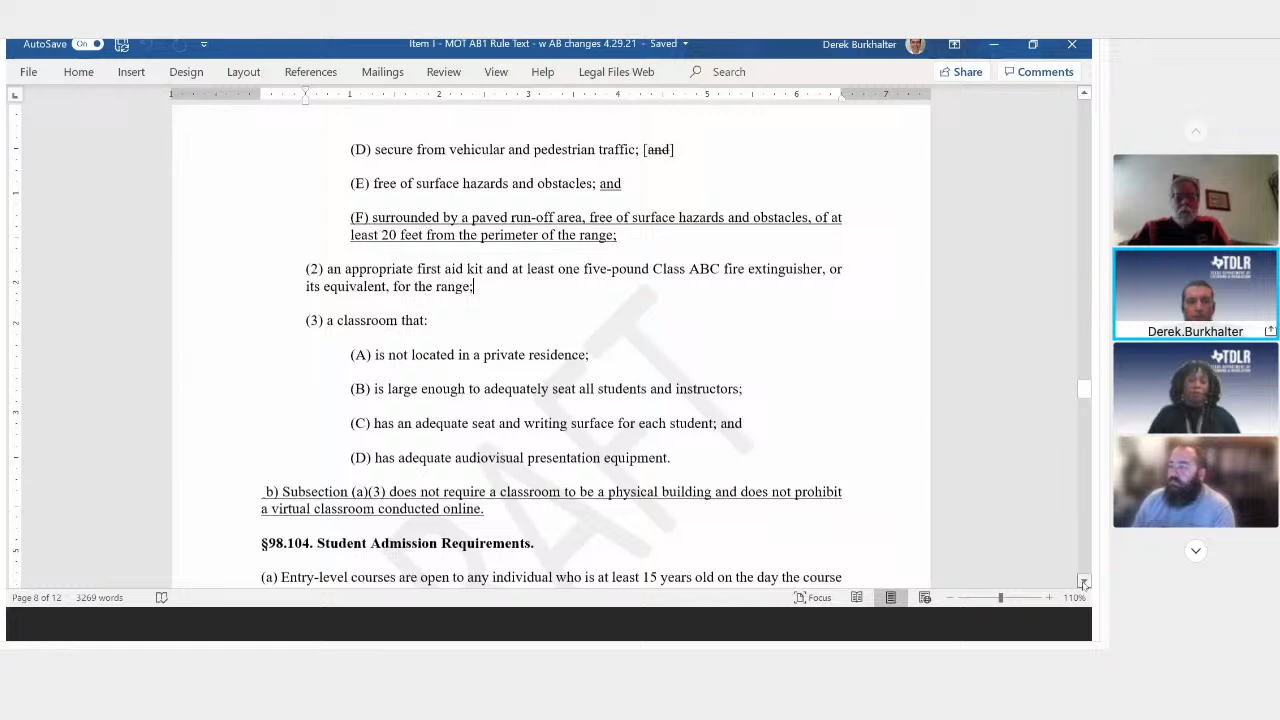 AutoSave On Item I - MOT AB1 Rule Text - w AB changes 4.29.21 - Saved Derek Burkhalter
File Home Insert Design Layout References Mailings Review View Help Legal Files Web Search Share Comments
1 1 2 3 4 5 6 7
(D) secure from vehicular and pedestrian traffic; [and]
(E) free of surface hazards and obstacles; and
(F) surrounded by a paved run-off area, free of surface hazards and obstacles, of at
least 20 feet from the perimeter of the range;
(2) an appropriate first aid kit and at least one five-pound Class ABC fire extinguisher, or
its equivalent, for the range;
(3) a classroom that:
(A) is not located in a private residence;
(B) is large enough to adequately seat all students and instructors;
(C) has an adequate seat and writing surface for each student; and
(D) has adequate audiovisual presentation equipment.
b) Subsection (a)(3) does not require a classroom to be a physical building and does not prohibit
a virtual classroom conducted online.
§98.104. Student Admission Requirements.
(a) Entry-level courses are open to any individual who is at least 15 years old on the day the course
DRAFT
Page 8 of 12 3269 words Focus 110%
TDLR
Derek.Burkhalter
TDLR